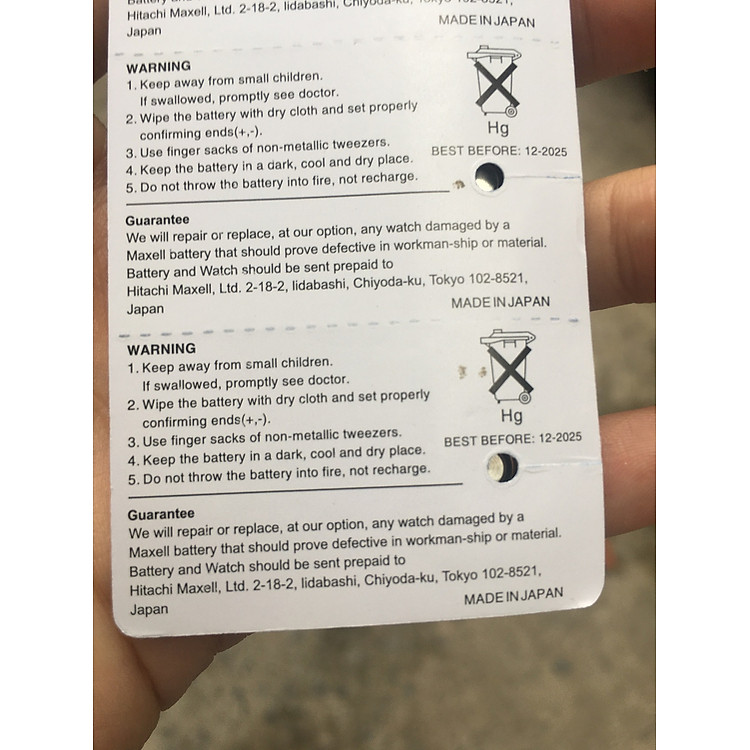 Hitachi Maxell, Ltd. 2-18-2, Iidabashi, Chiyoda-ku, Tokyo 102-8521,
Japan
MADE IN JAPAN
WARNING
1. Keep away from small children.
If swallowed, promptly see doctor.
2. Wipe the battery with dry cloth and set properly
confirming ends(+,-).
3. Use finger sacks of non-metallic tweezers.
4. Keep the battery in a dark, cool and dry place.
5. Do not throw the battery into fire, not recharge.
Hg
BEST BEFORE: 12-2025
Guarantee
We will repair or replace, at our option, any watch damaged by a
Maxell battery that should prove defective in workman-ship or material.
Battery and Watch should be sent prepaid to
Hitachi Maxell, Ltd. 2-18-2, Iidabashi, Chiyoda-ku, Tokyo 102-8521,
Japan
MADE IN JAPAN
WARNING
1. Keep away from small children.
If swallowed, promptly see doctor.
2. Wipe the battery with dry cloth and set properly
confirming ends(+,-).
3. Use finger sacks of non-metallic tweezers.
4. Keep the battery in a dark, cool and dry place.
5. Do not throw the battery into fire, not recharge.
Hg
BEST BEFORE: 12-2025
Guarantee
We will repair or replace, at our option, any watch damaged by a
Maxell battery that should prove defective in workman-ship or material.
Battery and Watch should be sent prepaid to
Hitachi Maxell, Ltd. 2-18-2, Iidabashi, Chiyoda-ku, Tokyo 102-8521,
Japan
MADE IN JAPAN